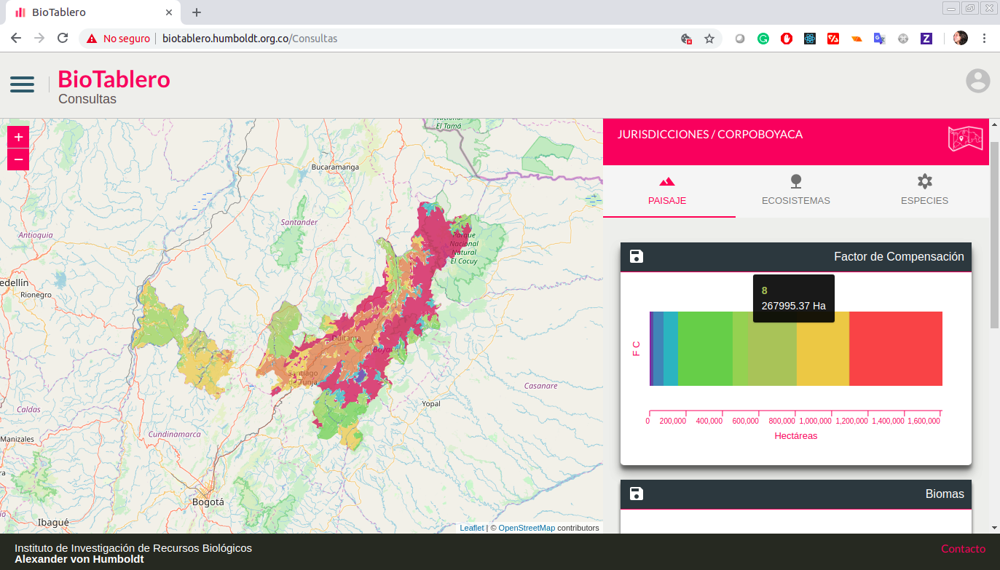 BioTablero
No seguro
biotablero.humboldt.org.co/Consultas
BioTablero
Consultas
+
−
El Tamá
Bucaramanga
Santander
Antioquia
edellín
Rionegro
Parque
Nacional
Natural
El Cocuy
Duitama
Boyacá
Santiago
de Tunja
Casanare
Yopal
Caldas
Manizales
Cundinamarca
Bogotá
Ibagué
Leaflet | © OpenStreetMap contributors
JURISDICCIONES / CORPOBOYACA
PAISAJE
ECOSISTEMAS
ESPECIES
Factor de Compensación
8
267995.37 Ha
F C
0 200,000 400,000 600,000 800,000 1,000,000 1,200,000 1,400,000 1,600,000
Hectáreas
Biomas
Instituto de Investigación de Recursos Biológicos
Alexander von Humboldt
Contacto